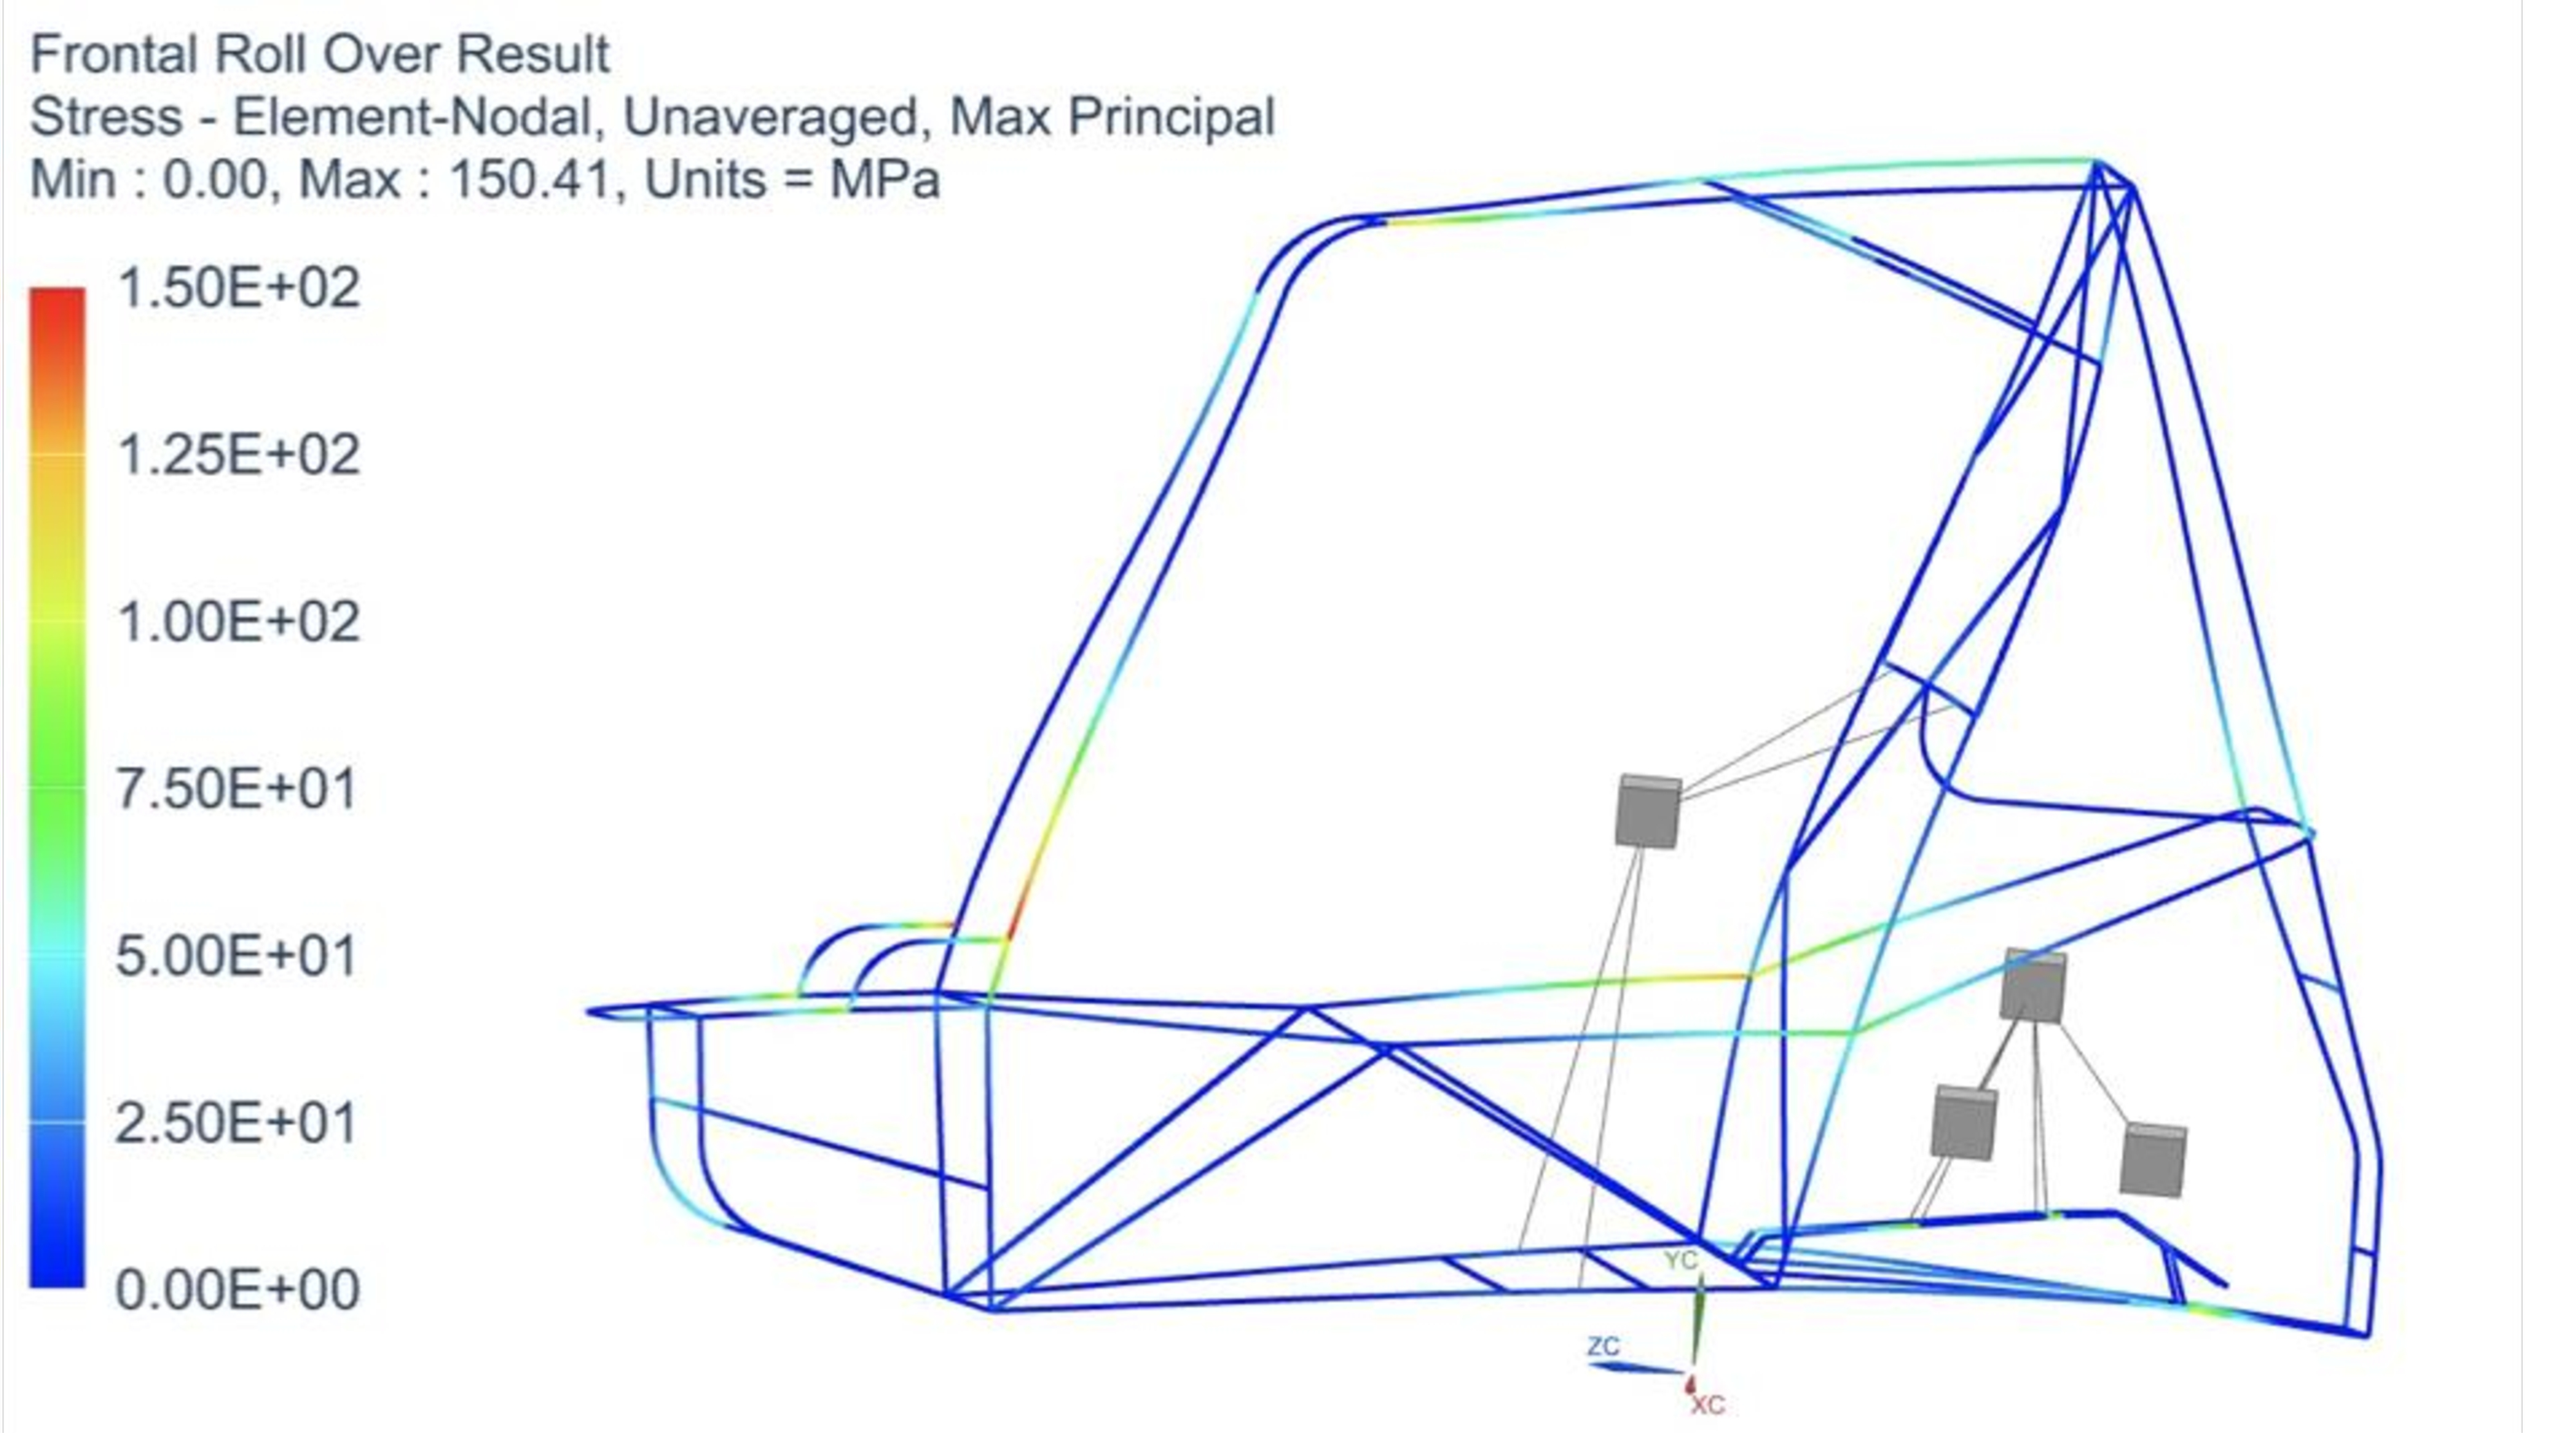 Frontal Roll Over Result
Stress - Element-Nodal, Unaveraged, Max Principal
Min : 0.00, Max : 150.41, Units = MPa
1.50E+02
1.25E+02
1.00E+02
7.50E+01
5.00E+01
2.50E+01
0.00E+00
YC
ZC
XC